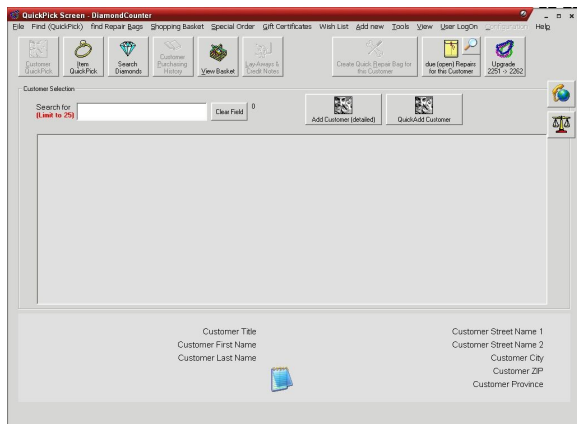 QuickPick Screen - DiamondCounter
File Find (QuickPick) find Repair Bags Shopping Basket Special Order Gift Certificates Wish List Add new Tools View User LogOn Help
Customer QuickPick
Item QuickPick
Search Diamonds
Customer Purchasing History
View Basket
Lay-Aways & Credit Notes
Create Quick Repair Bag for this Customer
due (open) Repairs for this Customer
Upgrade 2251 -> 2262
Customer Selection
Search for
(Limit to 25)
Clear Field
0
Add Customer (detailed)
QuickAdd Customer
Customer Title
Customer First Name
Customer Last Name
Customer Street Name 1
Customer Street Name 2
Customer City
Customer ZIP
Customer Province